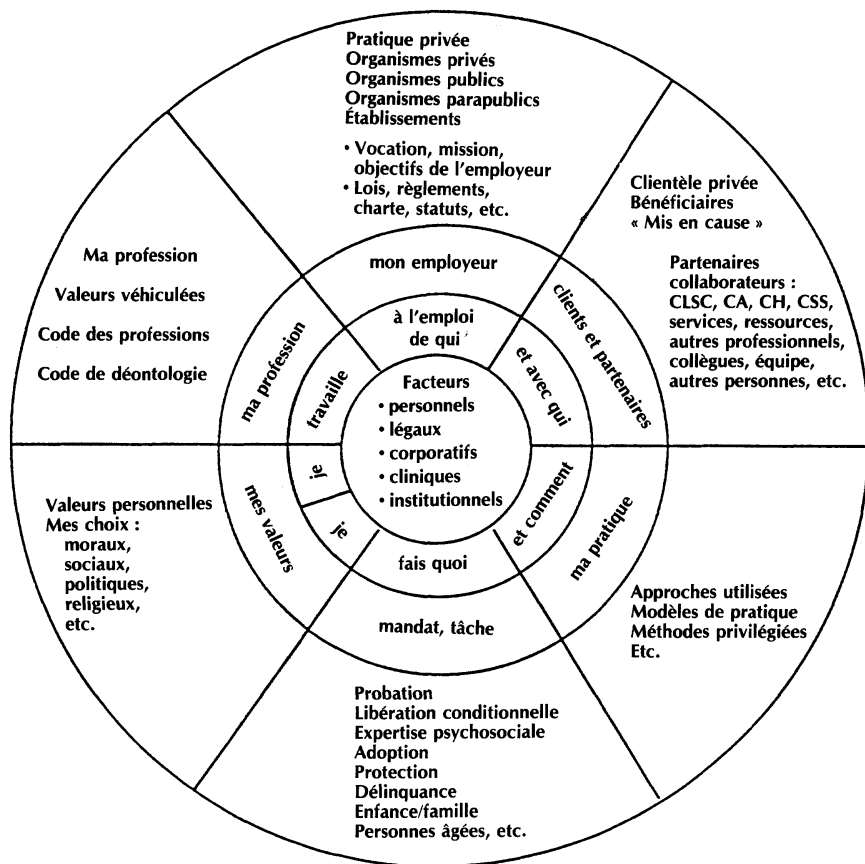 Pratique privée
Organismes privés
Organismes publics
Organismes parapublics
Établissements
• Vocation, mission,
objectifs de l'employeur
• Lois, règlements,
charte, statuts, etc.
mon employeur
à l'emploi
de qui
Clientèle privée
Bénéficiaires
« Mis en cause »
Partenaires
collaborateurs :
CLSC, CA, CH, CSS,
services, ressources,
autres professionnels,
collègues, équipe,
autres personnes, etc.
clients et partenaires
et avec qui
Ma profession
Valeurs véhiculées
Code des professions
Code de déontologie
ma profession
travaille
je
Facteurs
• personnels
• légaux
• corporatifs
• cliniques
• institutionnels
Valeurs personnelles
Mes choix :
moraux,
sociaux,
politiques,
religieux,
etc.
mes valeurs
je
fais quoi
mandat, tâche
et comment
ma pratique
Approches utilisées
Modèles de pratique
Méthodes privilégiées
Etc.
Probation
Libération conditionnelle
Expertise psychosociale
Adoption
Protection
Délinquance
Enfance/famille
Personnes âgées, etc.